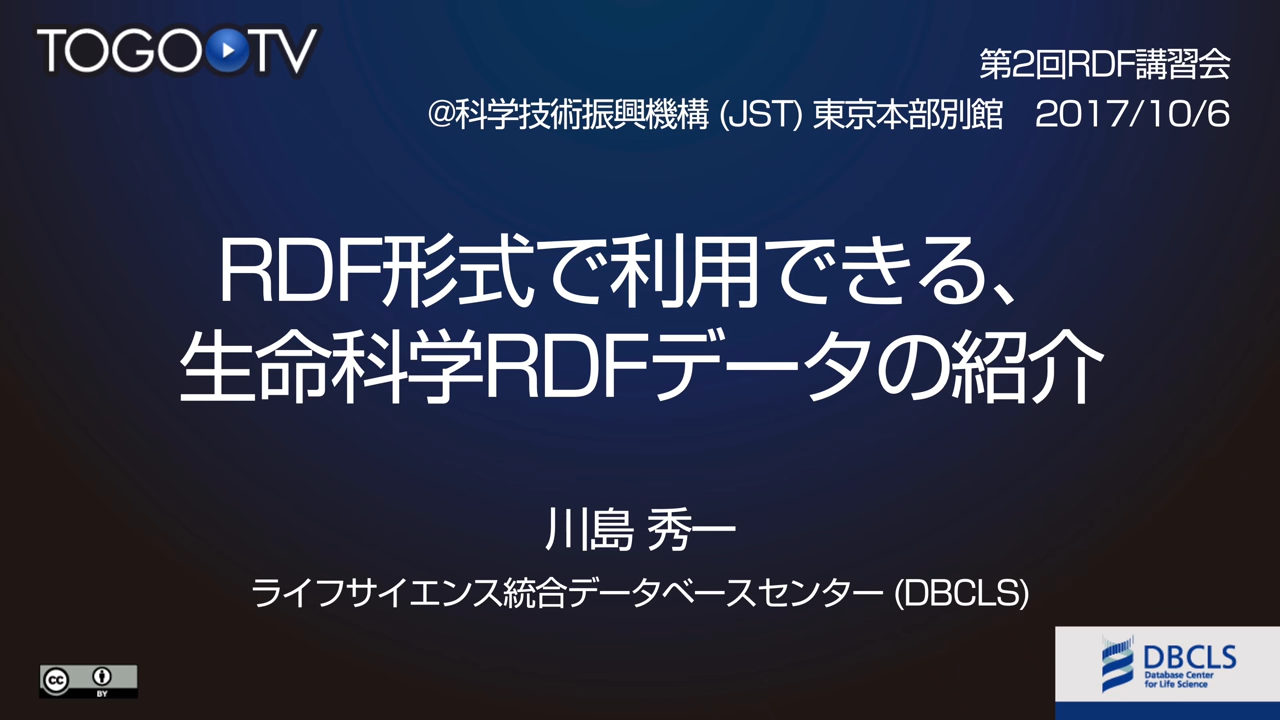 TOGO TV
第2回RDF講習会
@科学技術振興機構 (JST) 東京本部別館　2017/10/6
RDF形式で利用できる、
生命科学RDFデータの紹介
川島 秀一
ライフサイエンス統合データベースセンター (DBCLS)
cc
BY
DBCLS
Database Center
for Life Science